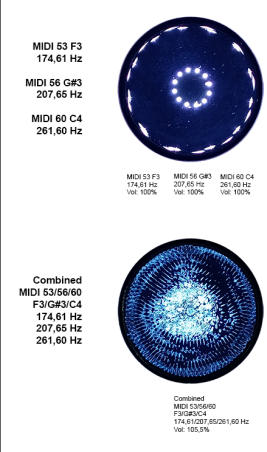 MIDI 53 F3
174,61 Hz
MIDI 56 G#3
207,65 Hz
MIDI 60 C4
261,60 Hz
MIDI 53 F3 MIDI 56 G#3 MIDI 60 C4
174,61 Hz 207,65 Hz 261,60 Hz
Vol: 100% Vol: 100% Vol: 100%
Combined
MIDI 53/56/60
F3/G#3/C4
174,61 Hz
207,65 Hz
261,60 Hz
Combined
MIDI 53/56/60
F3/G#3/C4
174,61/207,65/261,60 Hz
Vol: 105,5%